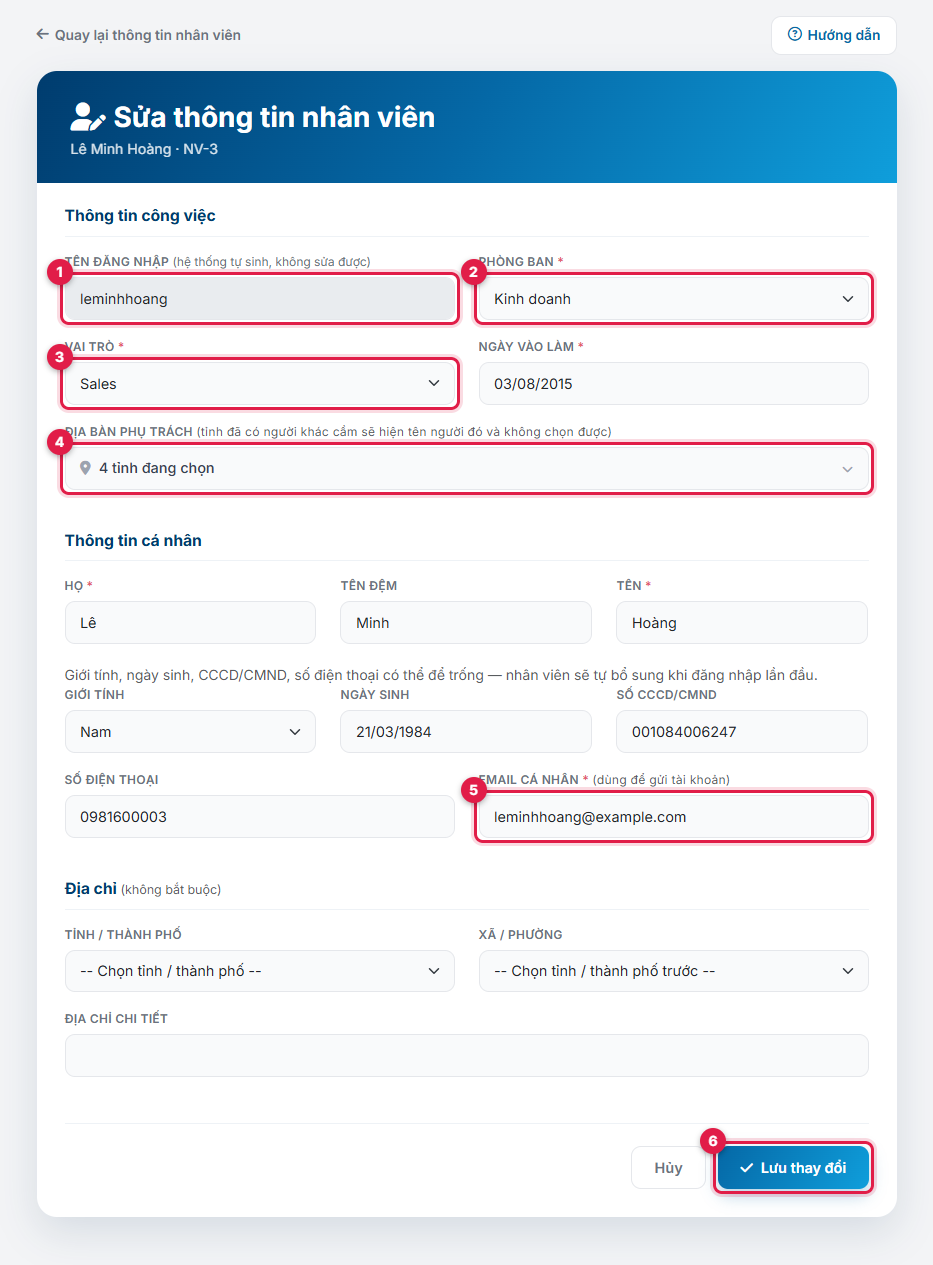 Quay lại thông tin nhân viên
Hướng dẫn
Sửa thông tin nhân viên
Lê Minh Hoàng · NV-3
Thông tin công việc
TÊN ĐĂNG NHẬP (hệ thống tự sinh, không sửa được)
PHÒNG BAN *
1
leminhhoang
2
Kinh doanh
VAI TRÒ *
NGÀY VÀO LÀM *
3
Sales
03/08/2015
ĐỊA BÀN PHỤ TRÁCH (tỉnh đã có người khác cầm sẽ hiện tên người đó và không chọn được)
4
4 tỉnh đang chọn
Thông tin cá nhân
HỌ *
TÊN ĐỆM
TÊN *
Lê
Minh
Hoàng
Giới tính, ngày sinh, CCCD/CMND, số điện thoại có thể để trống — nhân viên sẽ tự bổ sung khi đăng nhập lần đầu.
GIỚI TÍNH
NGÀY SINH
SỐ CCCD/CMND
Nam
21/03/1984
001084006247
SỐ ĐIỆN THOẠI
EMAIL CÁ NHÂN * (dùng để gửi tài khoản)
0981600003
5
leminhhoang@example.com
Địa chỉ (không bắt buộc)
TỈNH / THÀNH PHỐ
XÃ / PHƯỜNG
-- Chọn tỉnh / thành phố --
-- Chọn tỉnh / thành phố trước --
ĐỊA CHỈ CHI TIẾT
Hủy
6
Lưu thay đổi